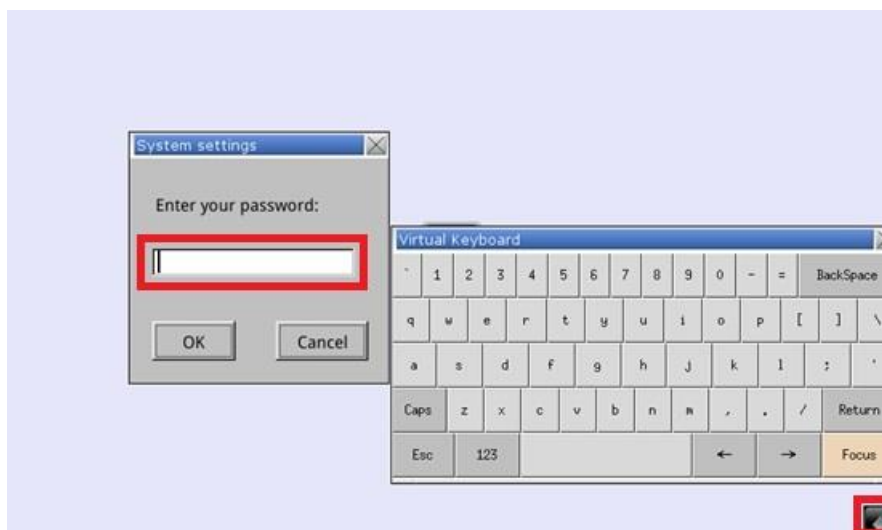 System settings
Enter your password:
OK Cancel
Virtual Keyboard
` 1 2 3 4 5 6 7 8 9 0 - = BackSpace
q w e r t y u i o p [ ] \
a s d f g h j k l ; '
Caps z x c v b n m , . / Return
Esc 123 ← → Focus